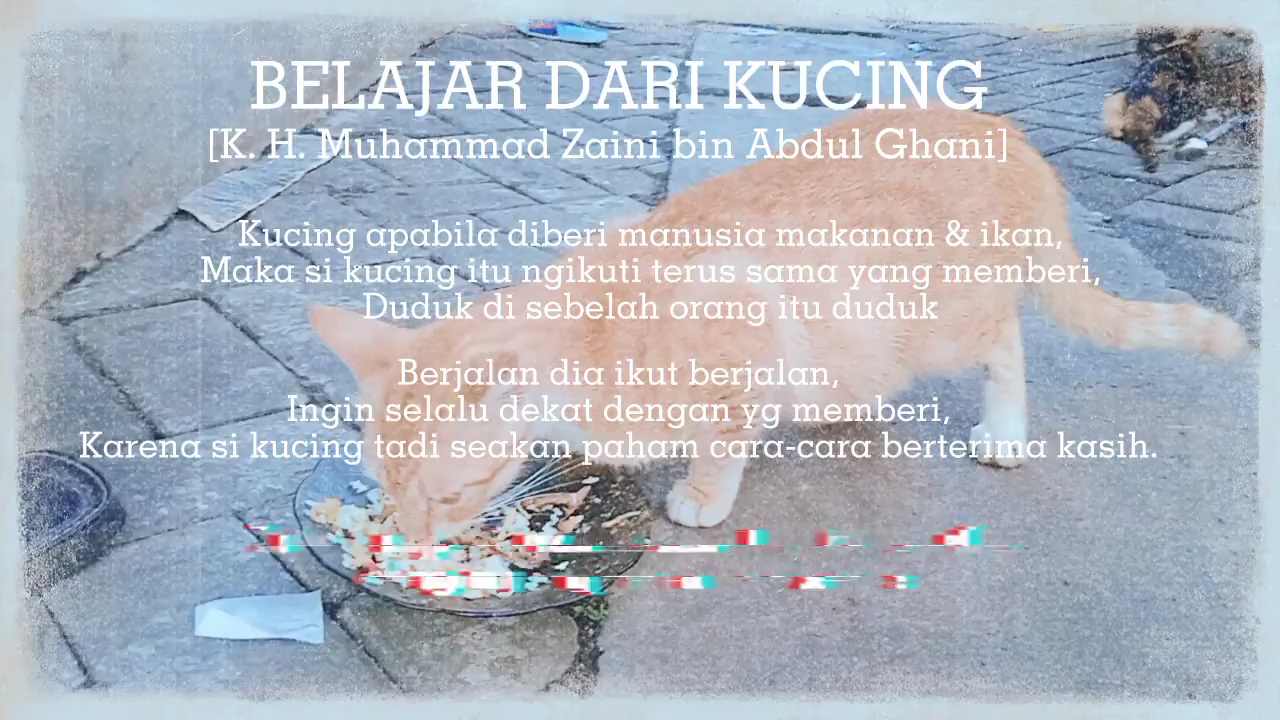 BELAJAR DARI KUCING
[K. H. Muhammad Zaini bin Abdul Ghani]
Kucing apabila diberi manusia makanan & ikan,
Maka si kucing itu ngikuti terus sama yang memberi,
Duduk di sebelah orang itu duduk
Berjalan dia ikut berjalan,
Ingin selalu dekat dengan yg memberi,
Karena si kucing tadi seakan paham cara-cara berterima kasih.